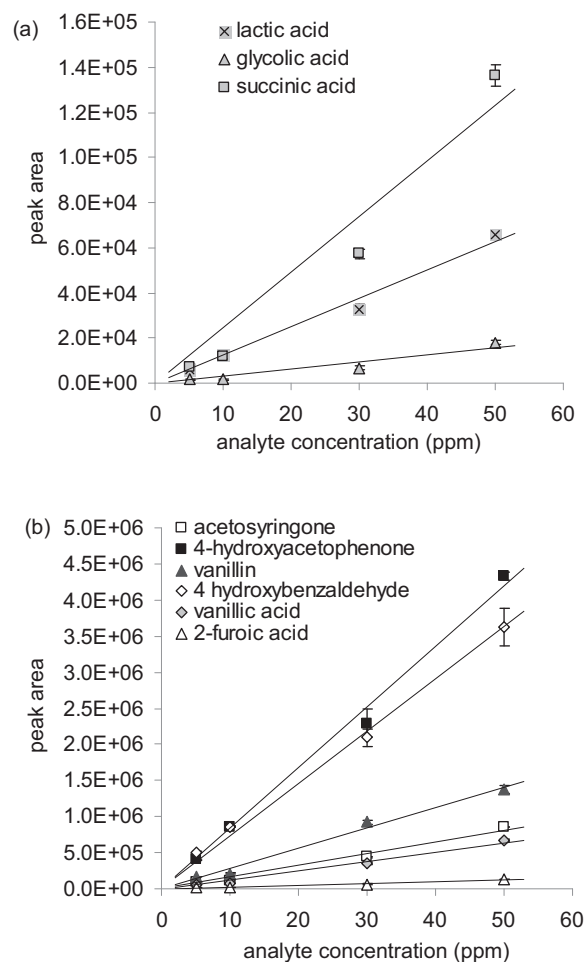 (a)
lactic acid
glycolic acid
succinic acid
peak area
1.6E+05
1.4E+05
1.2E+05
1.0E+05
8.0E+04
6.0E+04
4.0E+04
2.0E+04
0.0E+00
0 10 20 30 40 50 60
analyte concentration (ppm)
(b)
acetosyringone
4-hydroxyacetophenone
vanillin
4 hydroxybenzaldehyde
vanillic acid
2-furoic acid
peak area
5.0E+06
4.5E+06
4.0E+06
3.5E+06
3.0E+06
2.5E+06
2.0E+06
1.5E+06
1.0E+06
5.0E+05
0.0E+00
0 10 20 30 40 50 60
analyte concentration (ppm)